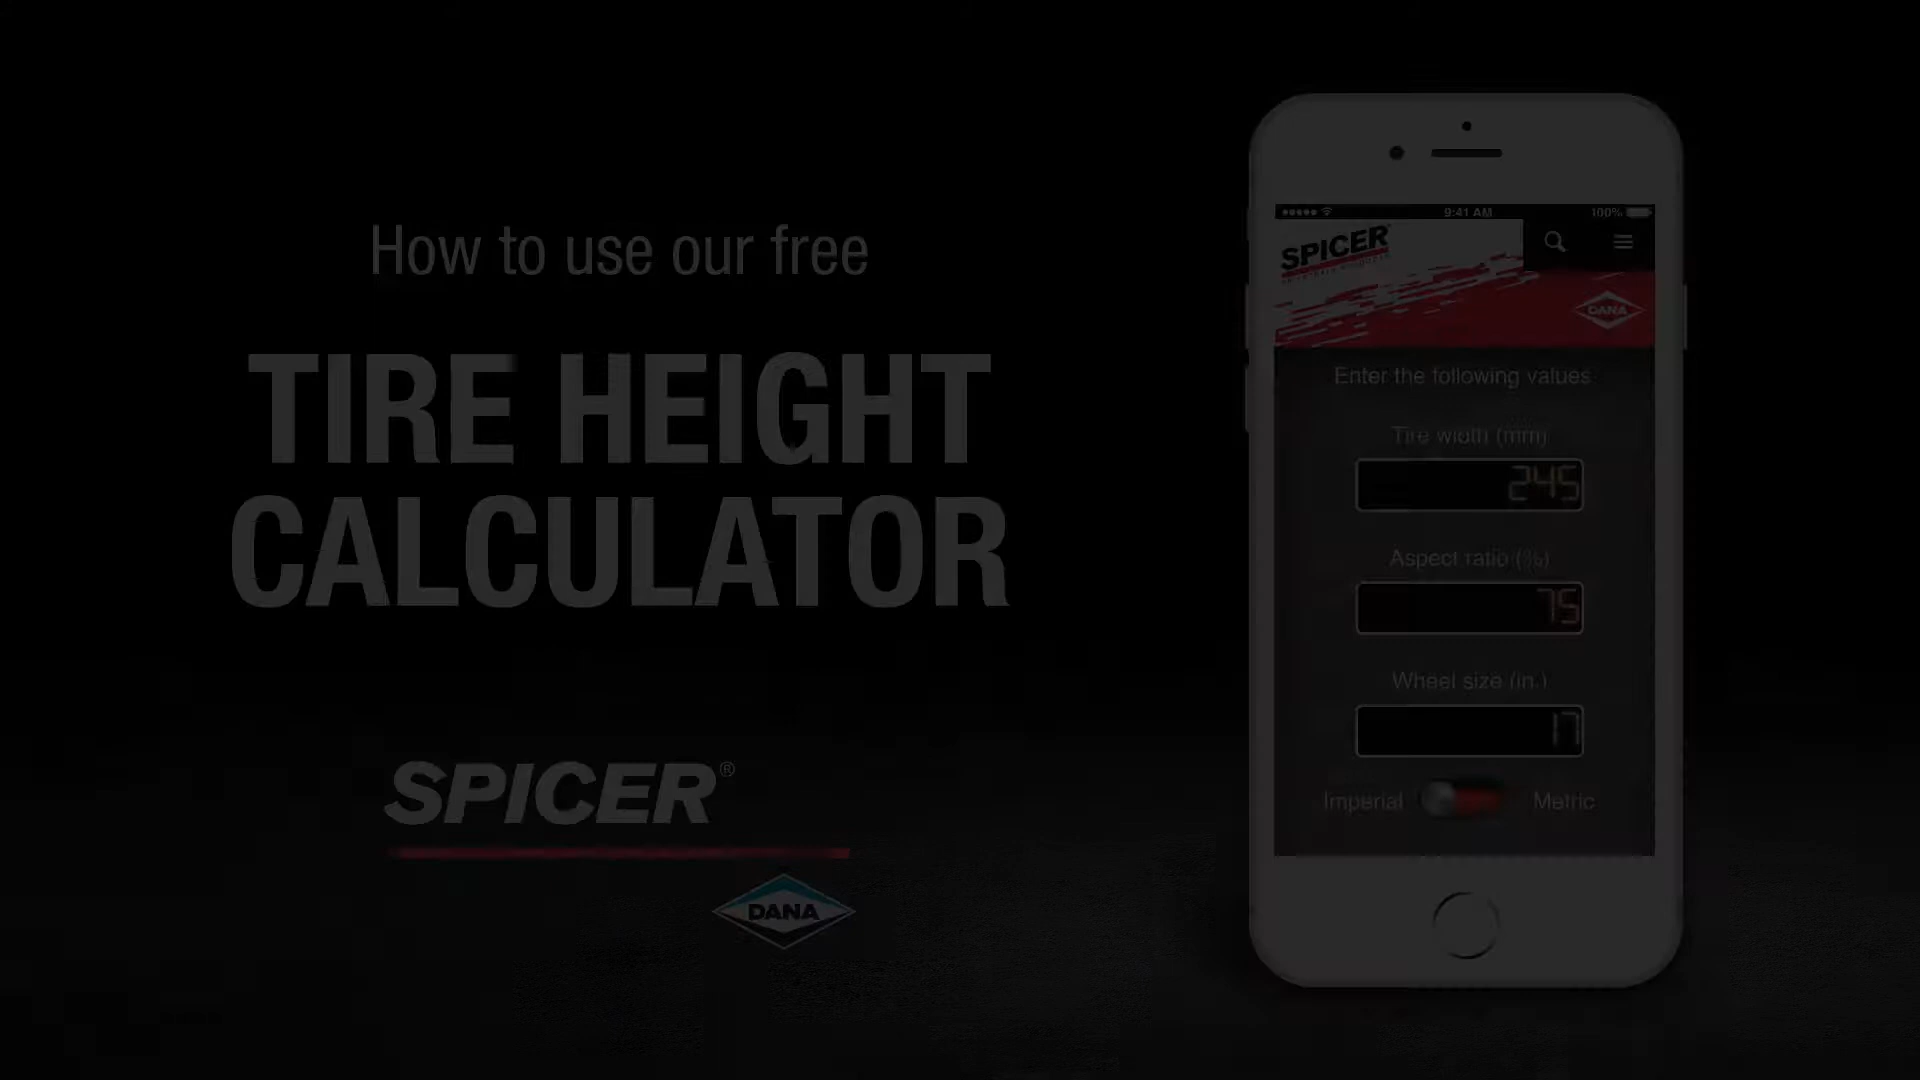 How to use our free
TIRE HEIGHT
CALCULATOR
SPICER®
DANA
9:41 AM
100%
SPICER
DANA
Enter the following values
Tire width (mm)
245
Aspect ratio (%)
75
Wheel size (in.)
17
Imperial
Metric